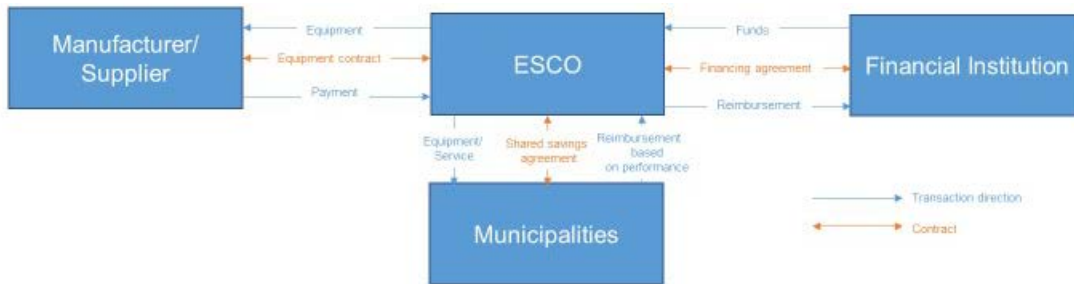 Manufacturer/
Supplier
Equipment
Equipment contract
Payment
ESCO
Funds
Financing agreement
Reimbursement
Financial Institution
Equipment/
Service
Shared savings
agreement
Reimbursement
based
on performance
Municipalities
Transaction direction
Contract